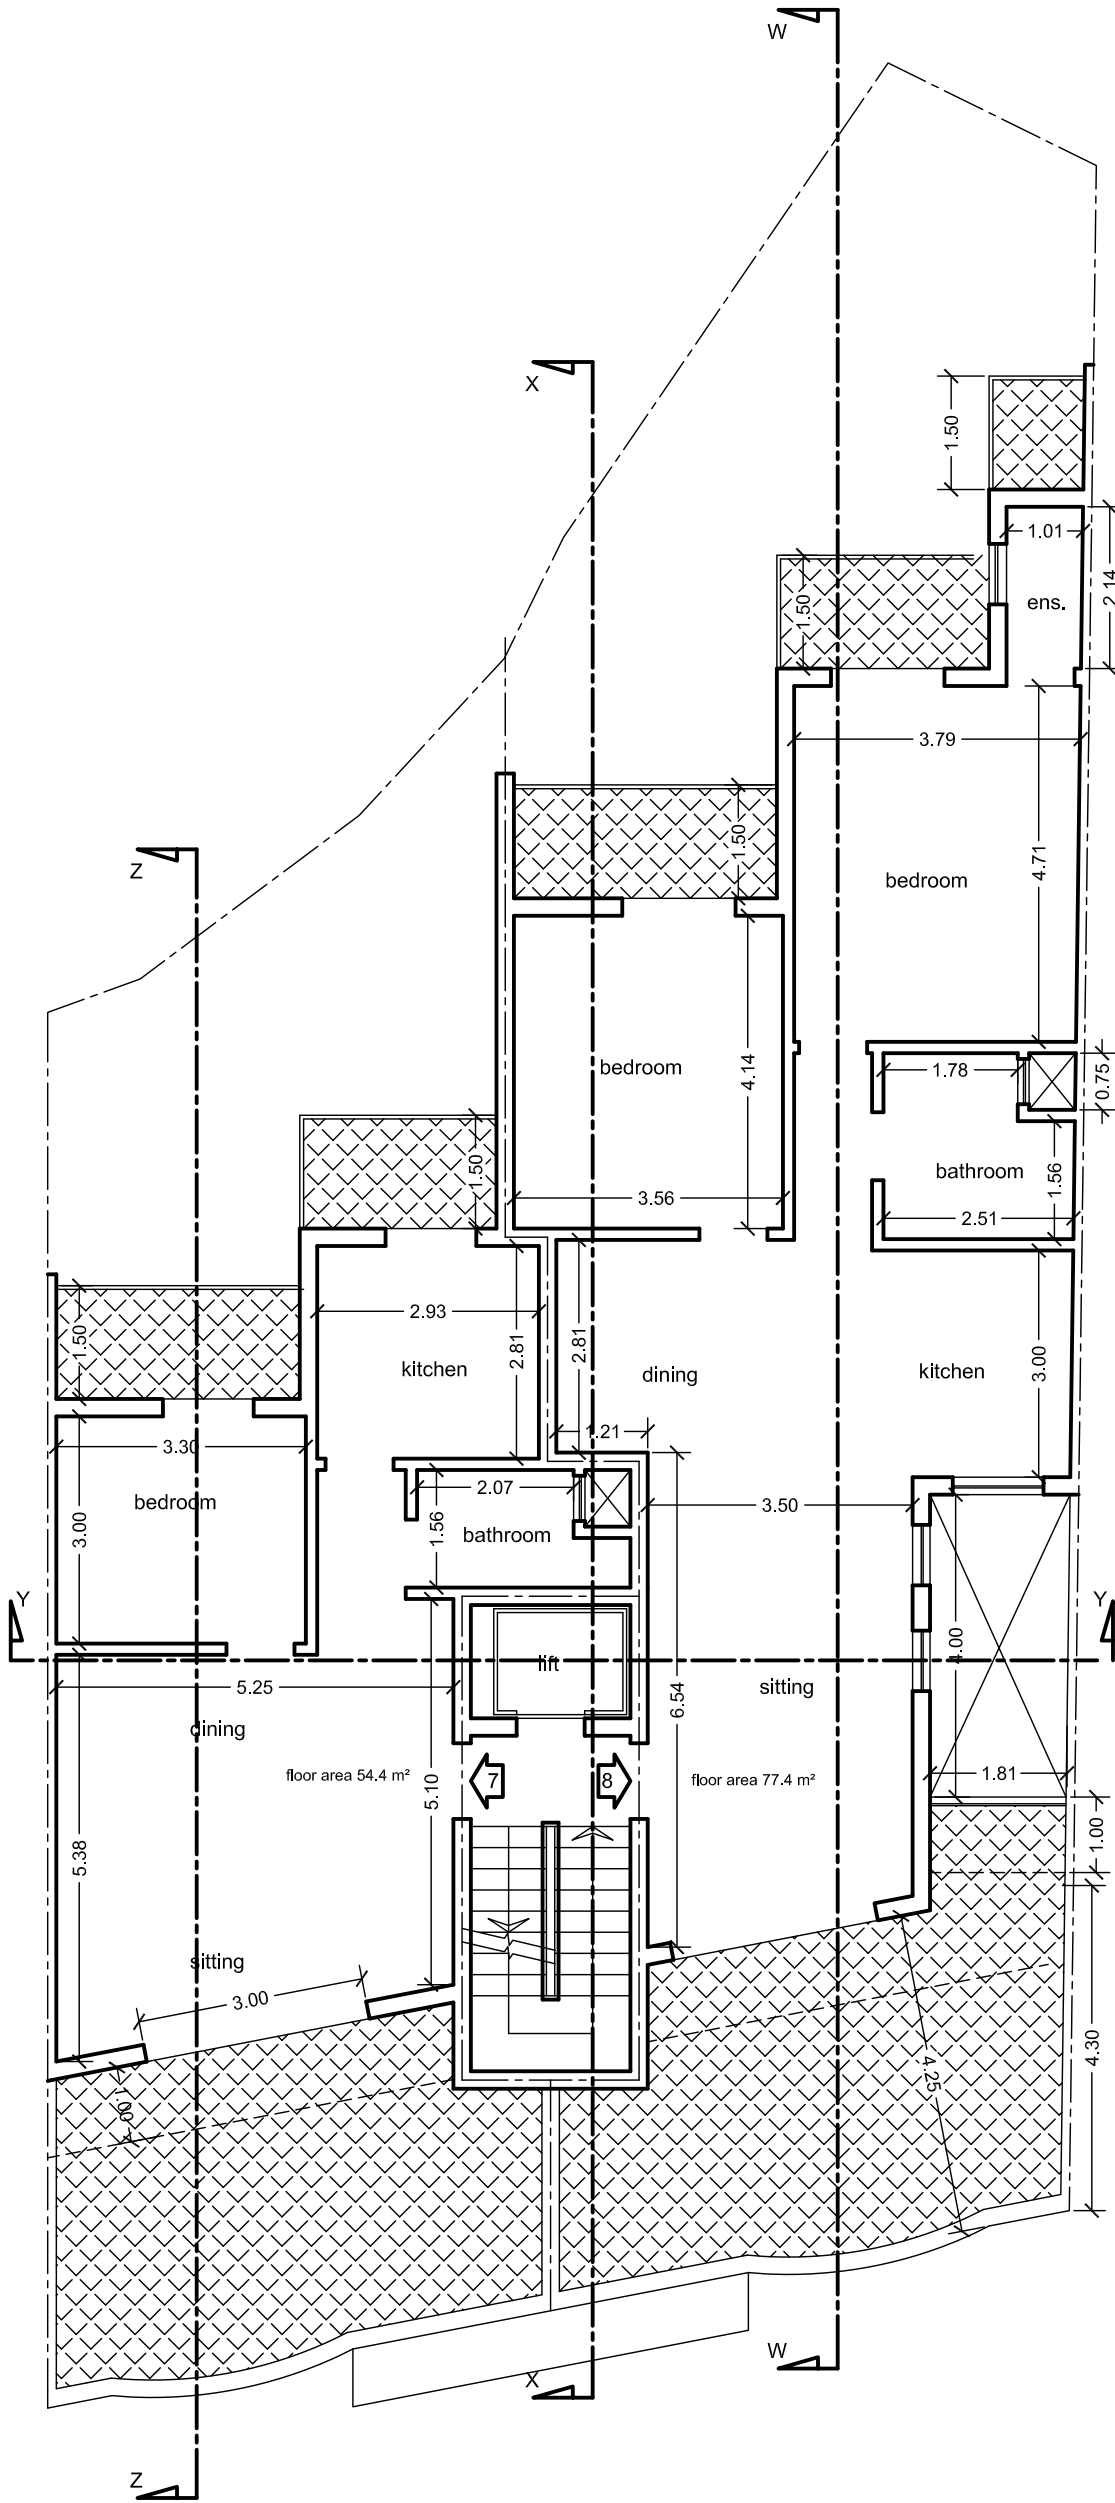 W
X
1.50
1.01
2.14
1.50
ens.
3.79
1.50
Z
4.71
bedroom
bedroom
4.14
1.78
0.75
1.50
bathroom
1.56
3.56
2.51
1.50
2.93
2.81
2.81
3.00
kitchen
dining
kitchen
1.21
3.30
bedroom
2.07
3.50
3.00
1.56
bathroom
Y
Y
4.00
lift
5.25
sitting
6.54
dining
floor area 54.4 m²
7
8
floor area 77.4 m²
1.81
5.10
1.00
5.38
sitting
3.00
4.30
4.25
1.00
W
X
Z